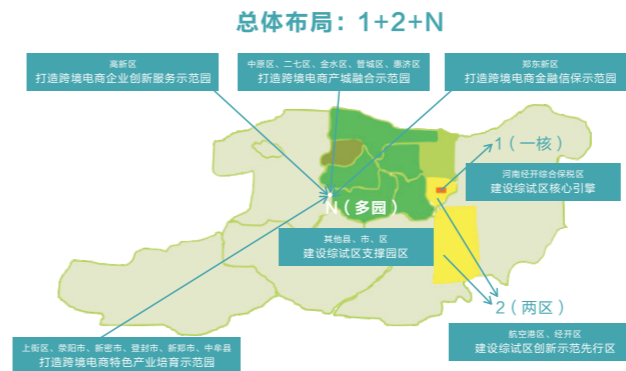 总体布局：1+2+N
高新区
打造跨境电商企业创新服务示范园
中原区、二七区、金水区、管城区、惠济区
打造跨境电商产城融合示范园
郑东新区
打造跨境电商金融信保示范园
1（一核）
河南经开综合保税区
建设综试区核心引擎
N（多园）
其他县、市、区
建设综试区支撑园区
2（两区）
航空港区、经开区
建设综试区创新示范先行区
上街区、荥阳市、新密市、登封市、新郑市、中牟县
打造跨境电商特色产业培育示范园